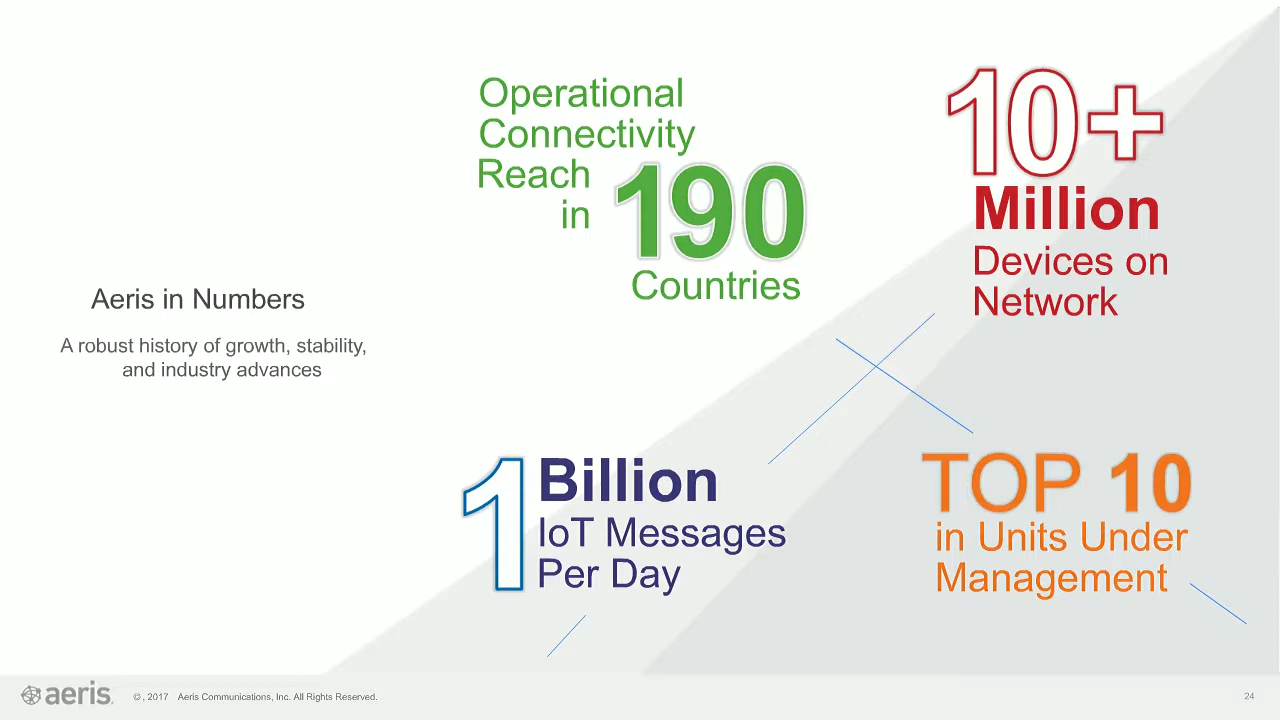 Aeris in Numbers
A robust history of growth, stability,
and industry advances
Operational
Connectivity
Reach
in 190
Countries
10+
Million
Devices on
Network
1 Billion
IoT Messages
Per Day
TOP 10
in Units Under
Management
aeris
© , 2017 Aeris Communications, Inc. All Rights Reserved.
24